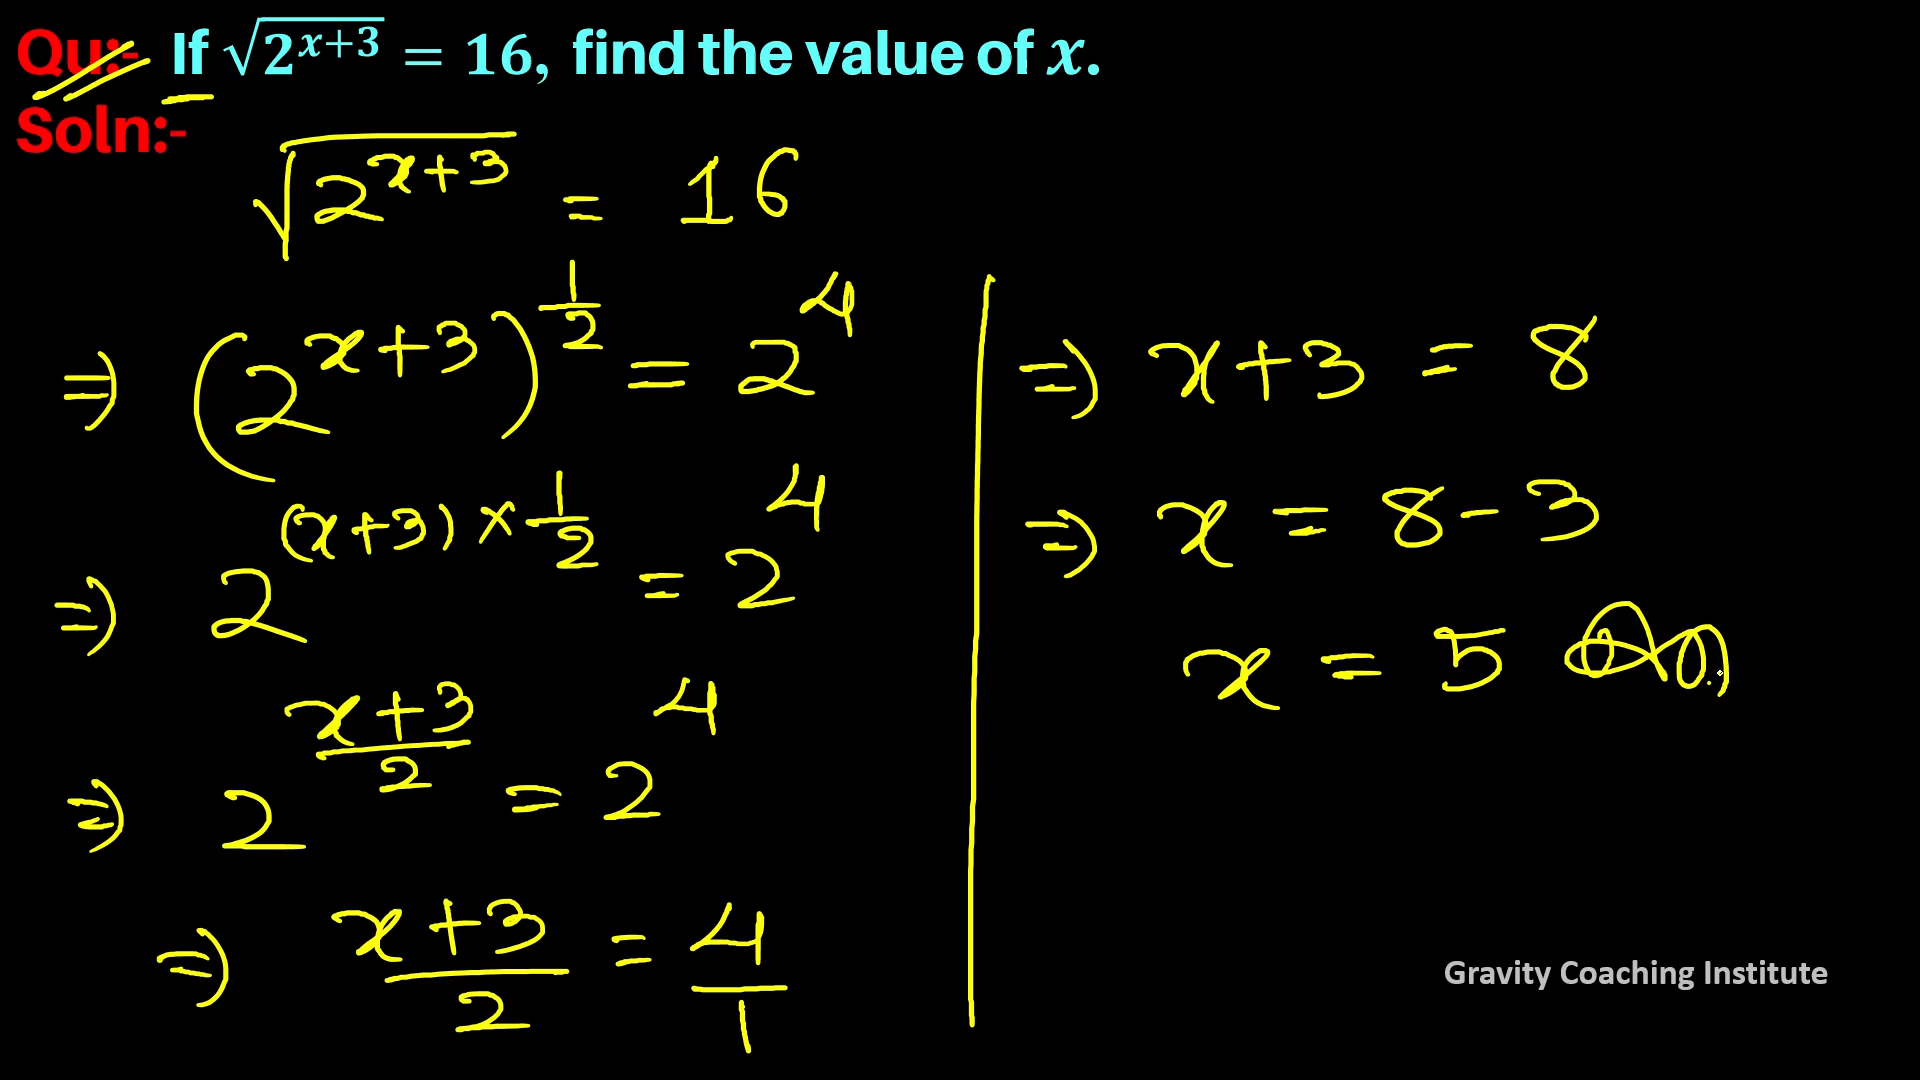 Qu:- If √2^{x+3} = 16, find the value of x.
Soln:-
√2^{x+3} = 16
⇒ (2^{x+3})^{1/2} = 2^4
⇒ 2^{(x+3)×1/2} = 2^4
⇒ 2^{(x+3)/2} = 2^4
⇒ (x+3)/2 = 4/1
⇒ x+3 = 8
⇒ x = 8-3
x = 5
Gravity Coaching Institute